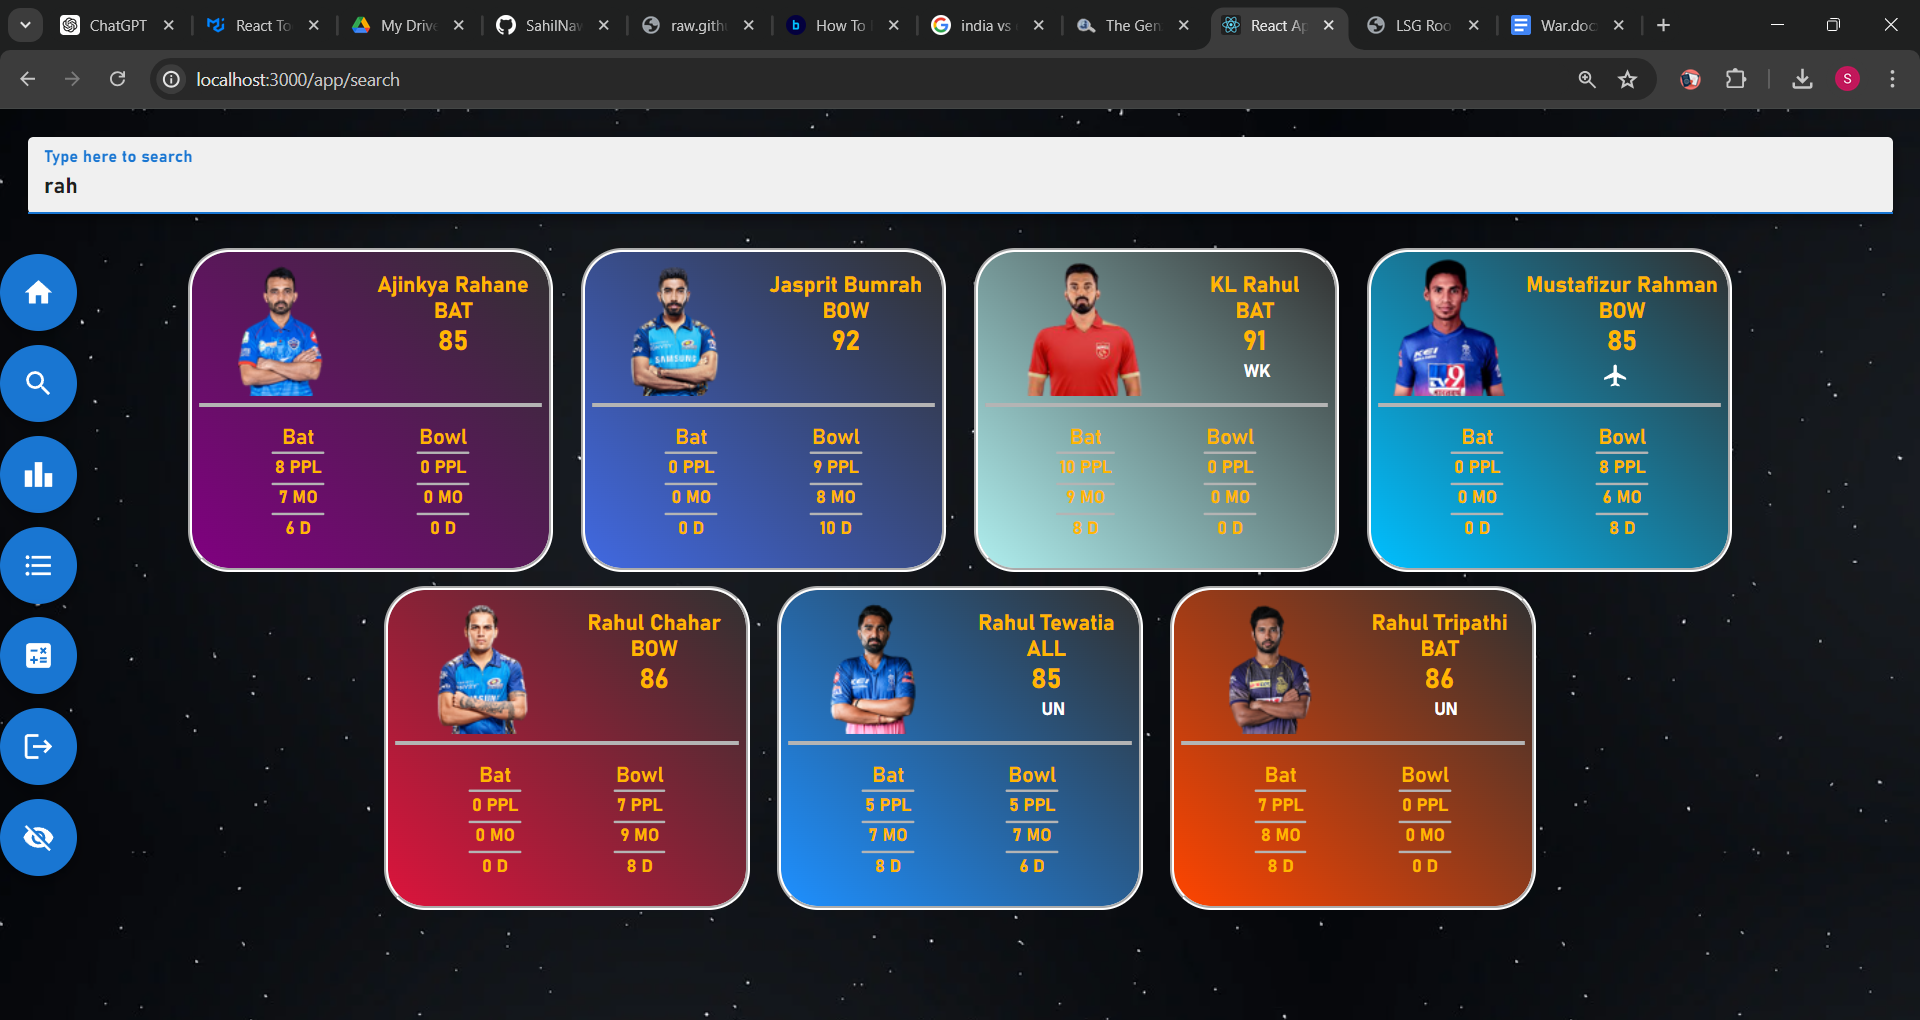 ChatGPT
React To
My Drive
SahilNav
raw.gith
How To
india vs
The Gen
React Ap
LSG Roo
War.doc
localhost:3000/app/search
S
Type here to search
rah
Ajinkya Rahane
BAT
85
Bat Bowl
8 PPL 0 PPL
7 MO 0 MO
6 D 0 D
Jasprit Bumrah
BOW
92
SAMSUNG
Bat Bowl
0 PPL 9 PPL
0 MO 8 MO
0 D 10 D
KL Rahul
BAT
91
WK
Bat Bowl
10 PPL 0 PPL
9 MO 0 MO
8 D 0 D
Mustafizur Rahman
BOW
85
KEI
TV9
Bat Bowl
0 PPL 8 PPL
0 MO 6 MO
0 D 8 D
Rahul Chahar
BOW
86
Bat Bowl
0 PPL 7 PPL
0 MO 9 MO
0 D 8 D
Rahul Tewatia
ALL
85
UN
Bat Bowl
5 PPL 5 PPL
7 MO 7 MO
8 D 6 D
Rahul Tripathi
BAT
86
UN
Bat Bowl
7 PPL 0 PPL
8 MO 0 MO
8 D 0 D